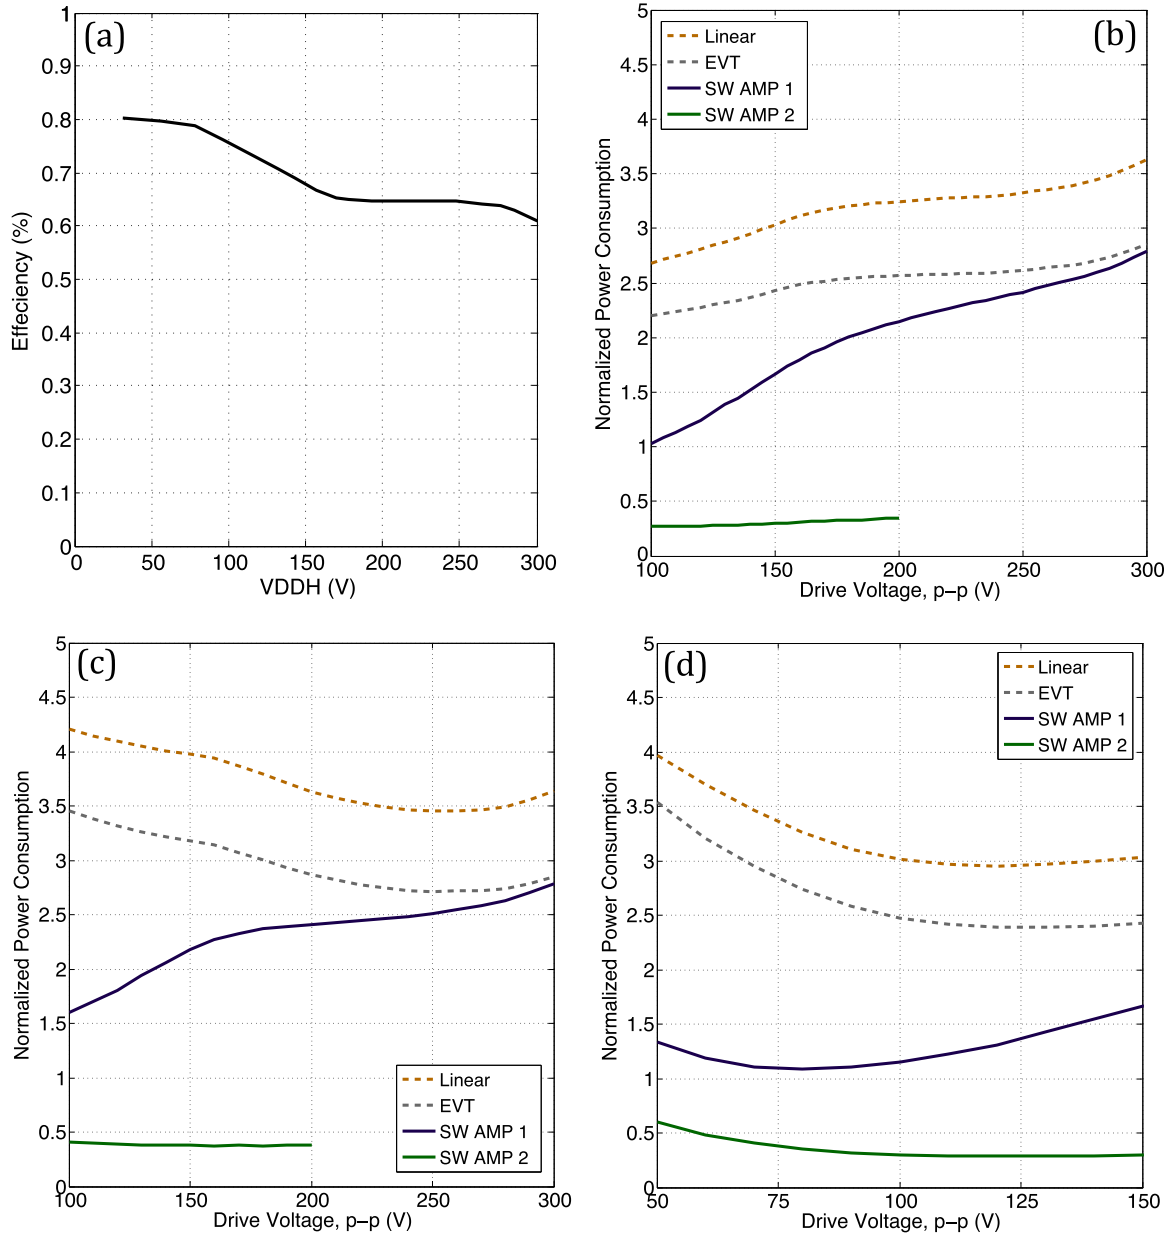 (a)
1
0.9
0.8
0.7
0.6
0.5
0.4
0.3
0.2
0.1
0
Effeciency (%)
0 50 100 150 200 250 300
VDDH (V)
(b)
Linear
EVT
SW AMP 1
SW AMP 2
5
4.5
4
3.5
3
2.5
2
1.5
1
0.5
0
Normalized Power Consumption
100 150 200 250 300
Drive Voltage, p–p (V)
(c)
5
4.5
4
3.5
3
2.5
2
1.5
1
0.5
0
Normalized Power Consumption
Linear
EVT
SW AMP 1
SW AMP 2
100 150 200 250 300
Drive Voltage, p–p (V)
(d)
Linear
EVT
SW AMP 1
SW AMP 2
5
4.5
4
3.5
3
2.5
2
1.5
1
0.5
0
Normalized Power Consumption
50 75 100 125 150
Drive Voltage, p–p (V)